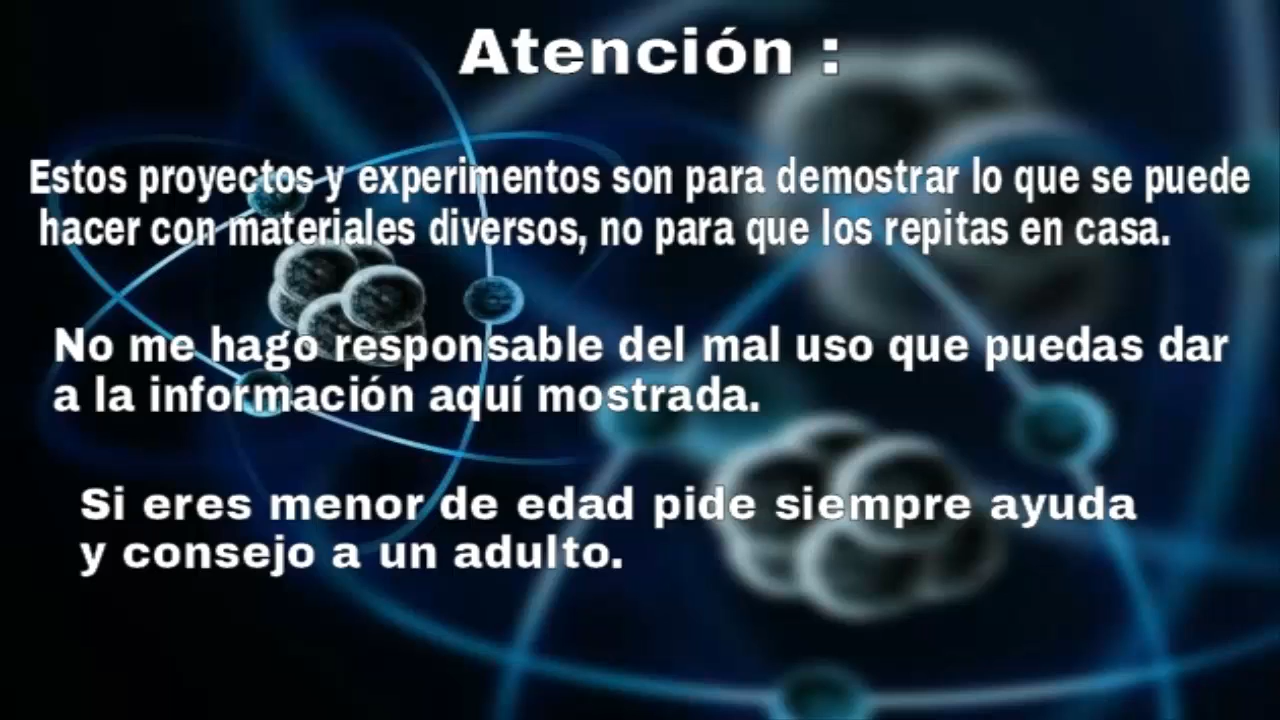 Atención :
Estos proyectos y experimentos son para demostrar lo que se puede
hacer con materiales diversos, no para que los repitas en casa.
No me hago responsable del mal uso que puedas dar
a la información aquí mostrada.
Si eres menor de edad pide siempre ayuda
y consejo a un adulto.